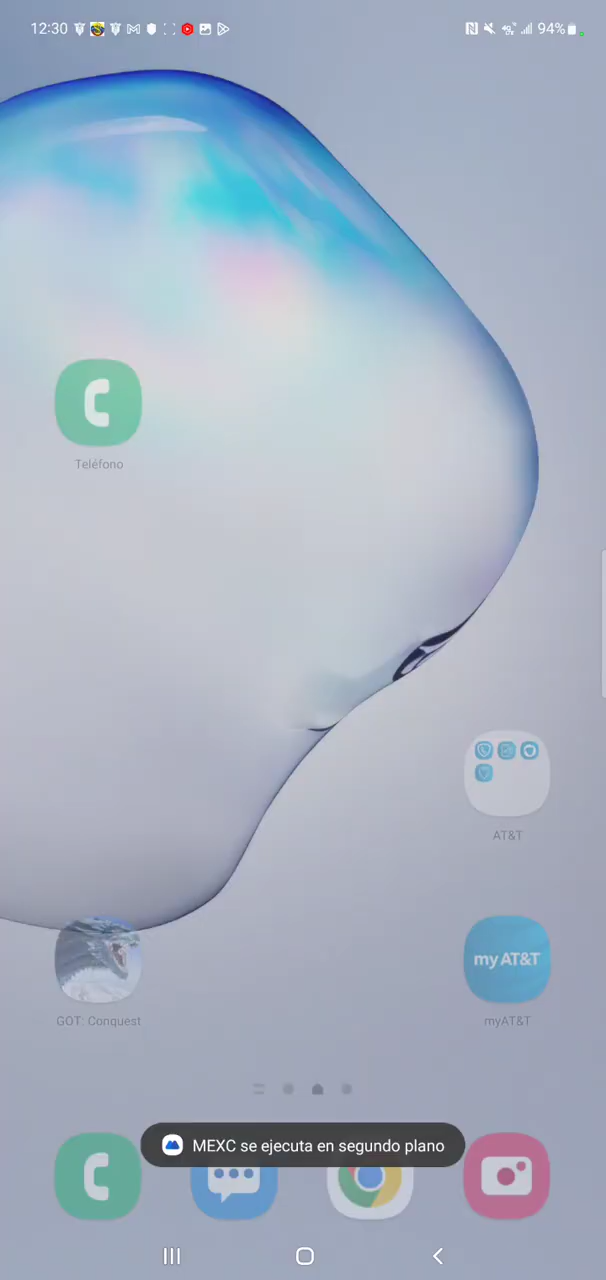 12:30
94%
Teléfono
AT&T
my AT&T
GOT: Conquest
myAT&T
MEXC se ejecuta en segundo plano